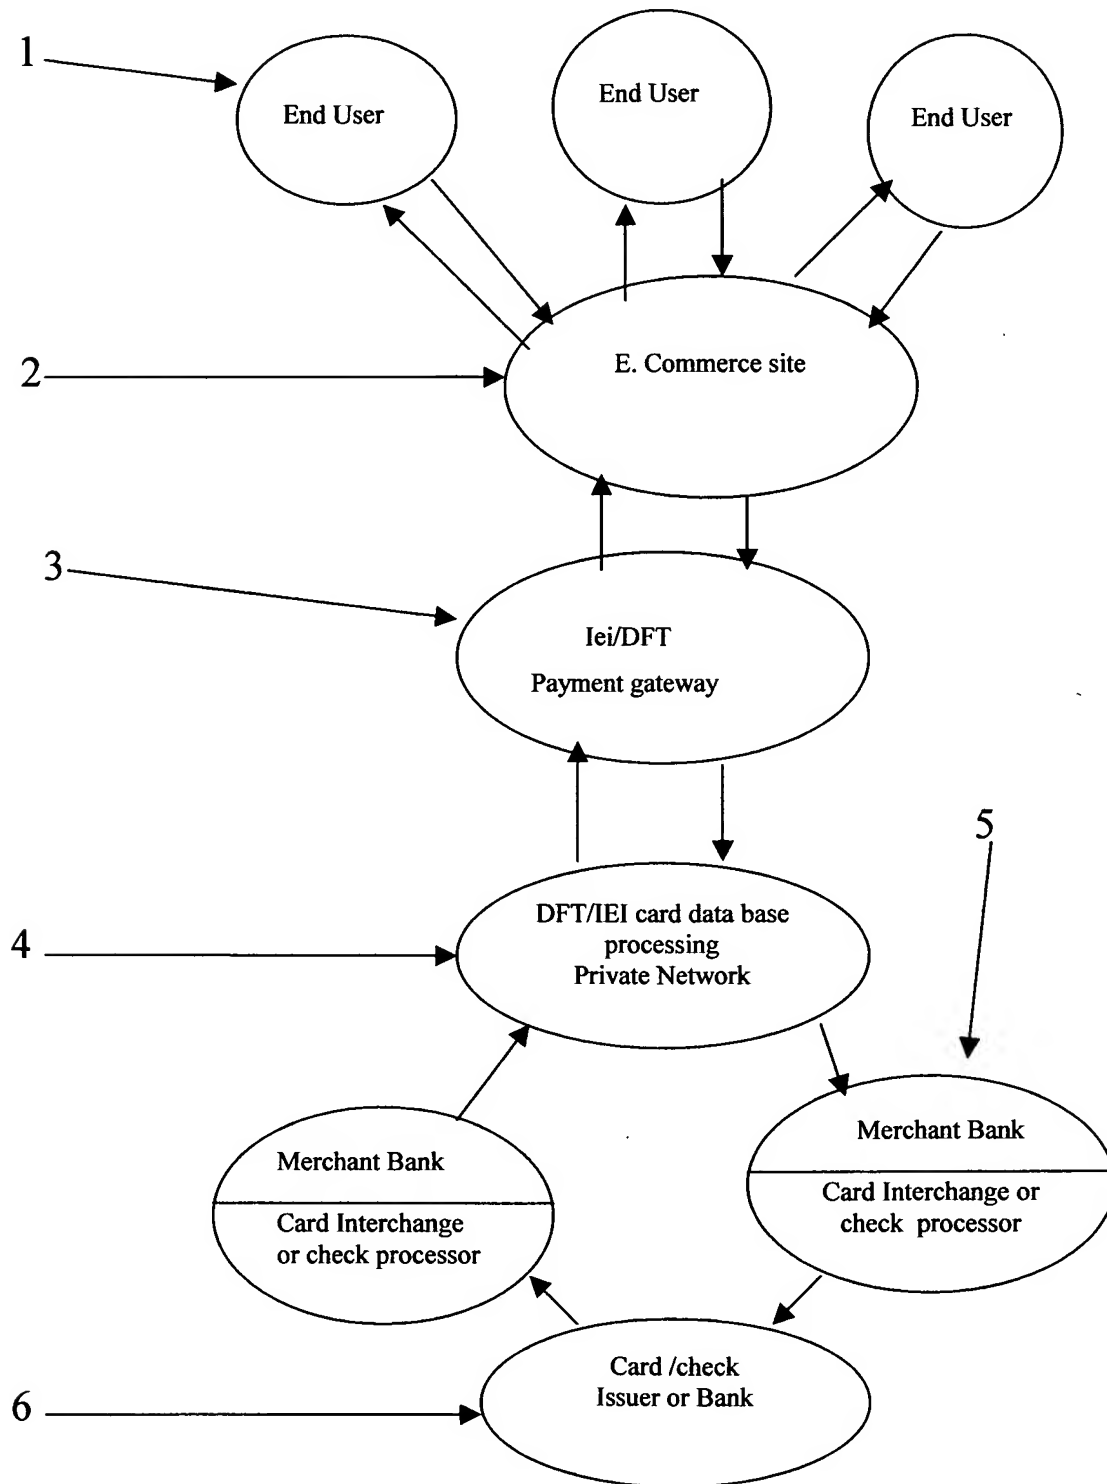 1
End User
End User
End User
2
E. Commerce site
3
Iei/DFT
Payment gateway
5
4
DFT/IEI card data base
processing
Private Network
Merchant Bank
Card Interchange or
check processor
Merchant Bank
Card Interchange
or check processor
6
Card /check
Issuer or Bank